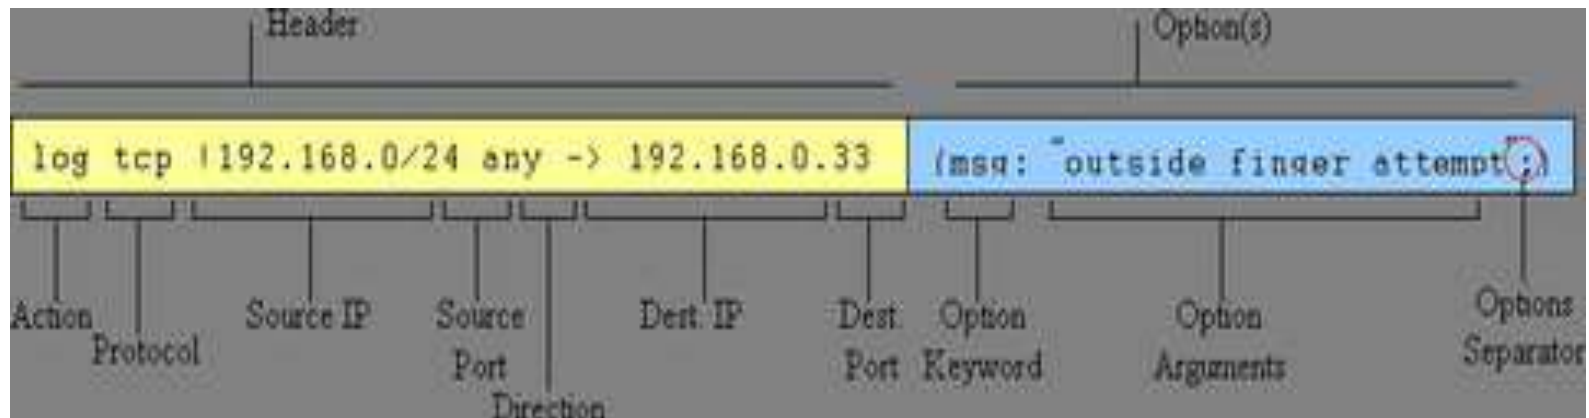 Header Option(s)
log tcp !192.168.0/24 any -> 192.168.0.33 (msg: "outside finger attempt";)
Action Source IP Source Dest. IP Dest. Option Option Options
Protocol Port Port Keyword Arguments Separator
Direction